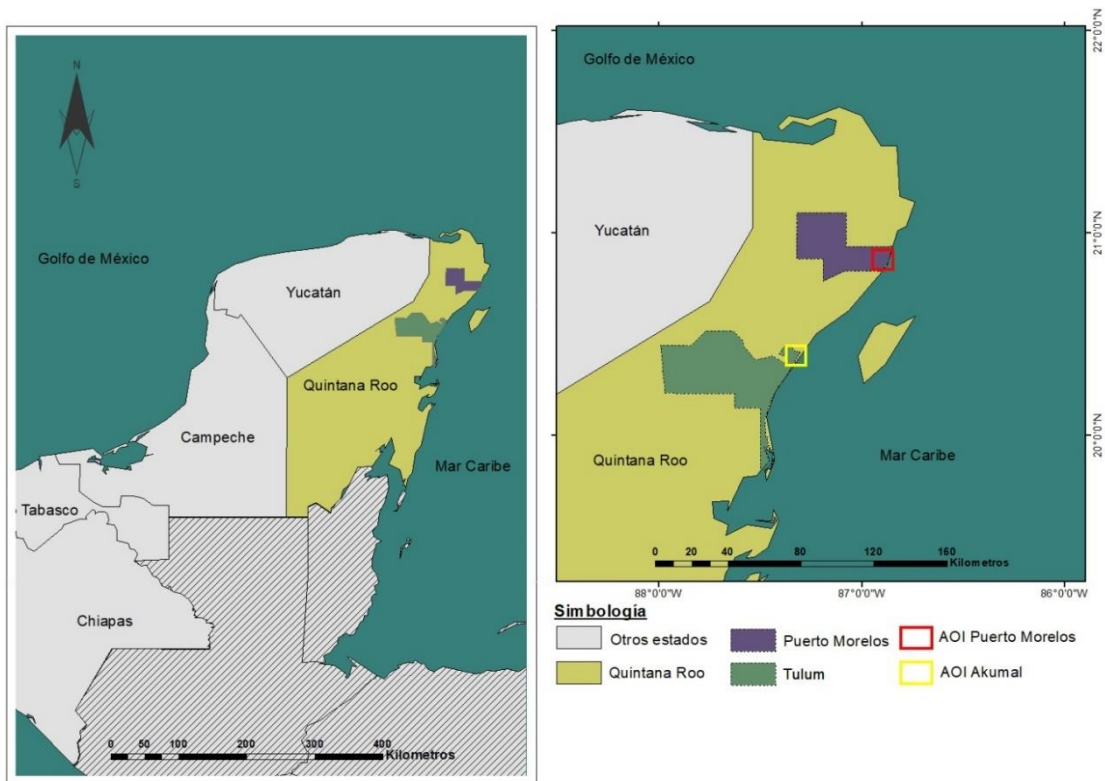 N
S
Golfo de México
Yucatán
Quintana Roo
Campeche
Mar Caribe
Tabasco
Chiapas
0 50 100 200 300 400
Kilometros
Golfo de México
Yucatán
Quintana Roo
Mar Caribe
0 20 40 80 120 160
Kilometros
22°0'0"N
21°0'0"N
20°0'0"N
88°0'0"W 87°0'0"W 86°0'0"W
Simbología
Otros estados Puerto Morelos AOI Puerto Morelos
Quintana Roo Tulum AOI Akumal